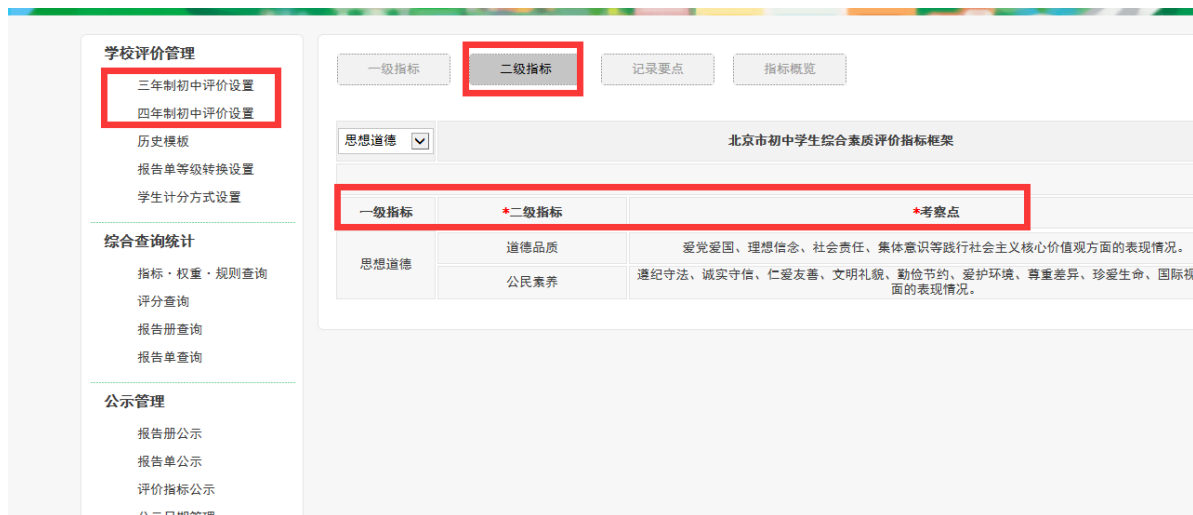 学校评价管理
三年制初中评价设置
四年制初中评价设置
历史模板
报告单等级转换设置
学生计分方式设置
综合查询统计
指标・权重・规则查询
评分查询
报告册查询
报告单查询
公示管理
报告册公示
报告单公示
评价指标公示
公示日期管理
一级指标 二级指标 记录要点 指标概览
思想道德 北京市初中学生综合素质评价指标框架
一级指标 *二级指标 *考察点
思想道德
道德品质 爱党爱国、理想信念、社会责任、集体意识等践行社会主义核心价值观方面的表现情况。
公民素养 遵纪守法、诚实守信、仁爱友善、文明礼貌、勤俭节约、爱护环境、尊重差异、珍爱生命、国际视
面的表现情况。